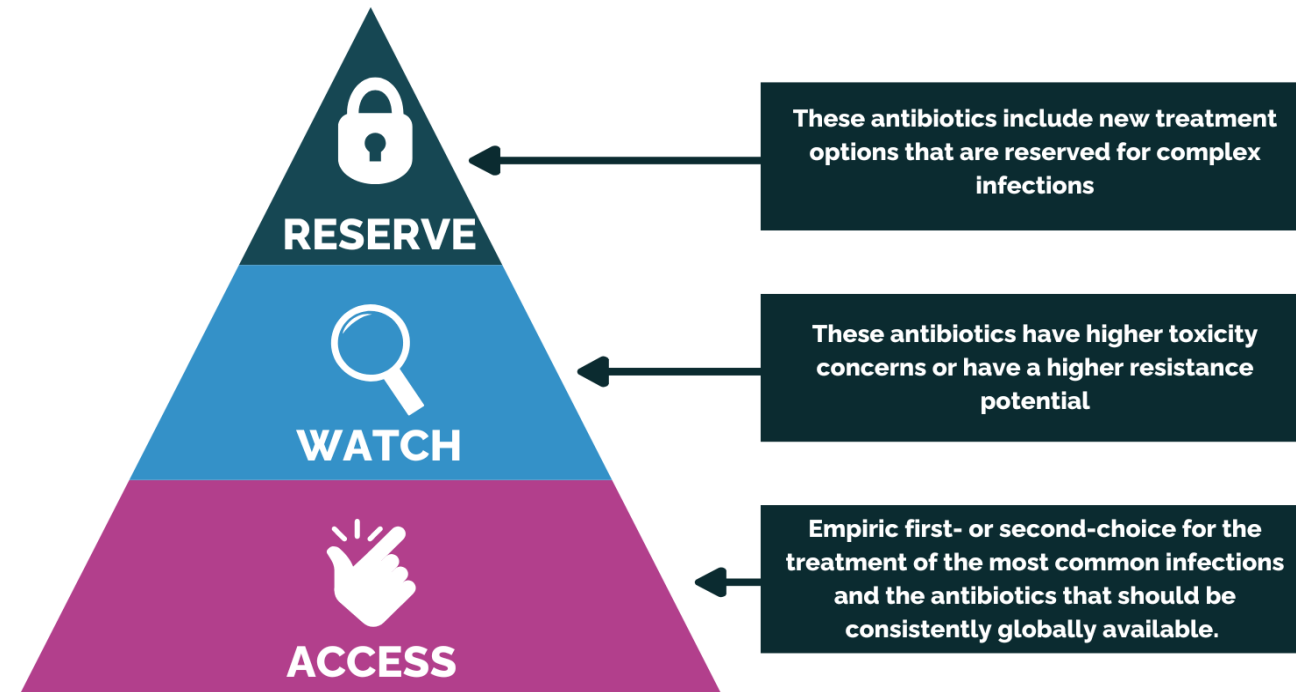 RESERVE
These antibiotics include new treatment
options that are reserved for complex
infections
WATCH
These antibiotics have higher toxicity
concerns or have a higher resistance
potential
ACCESS
Empiric first- or second-choice for the
treatment of the most common infections
and the antibiotics that should be
consistently globally available.